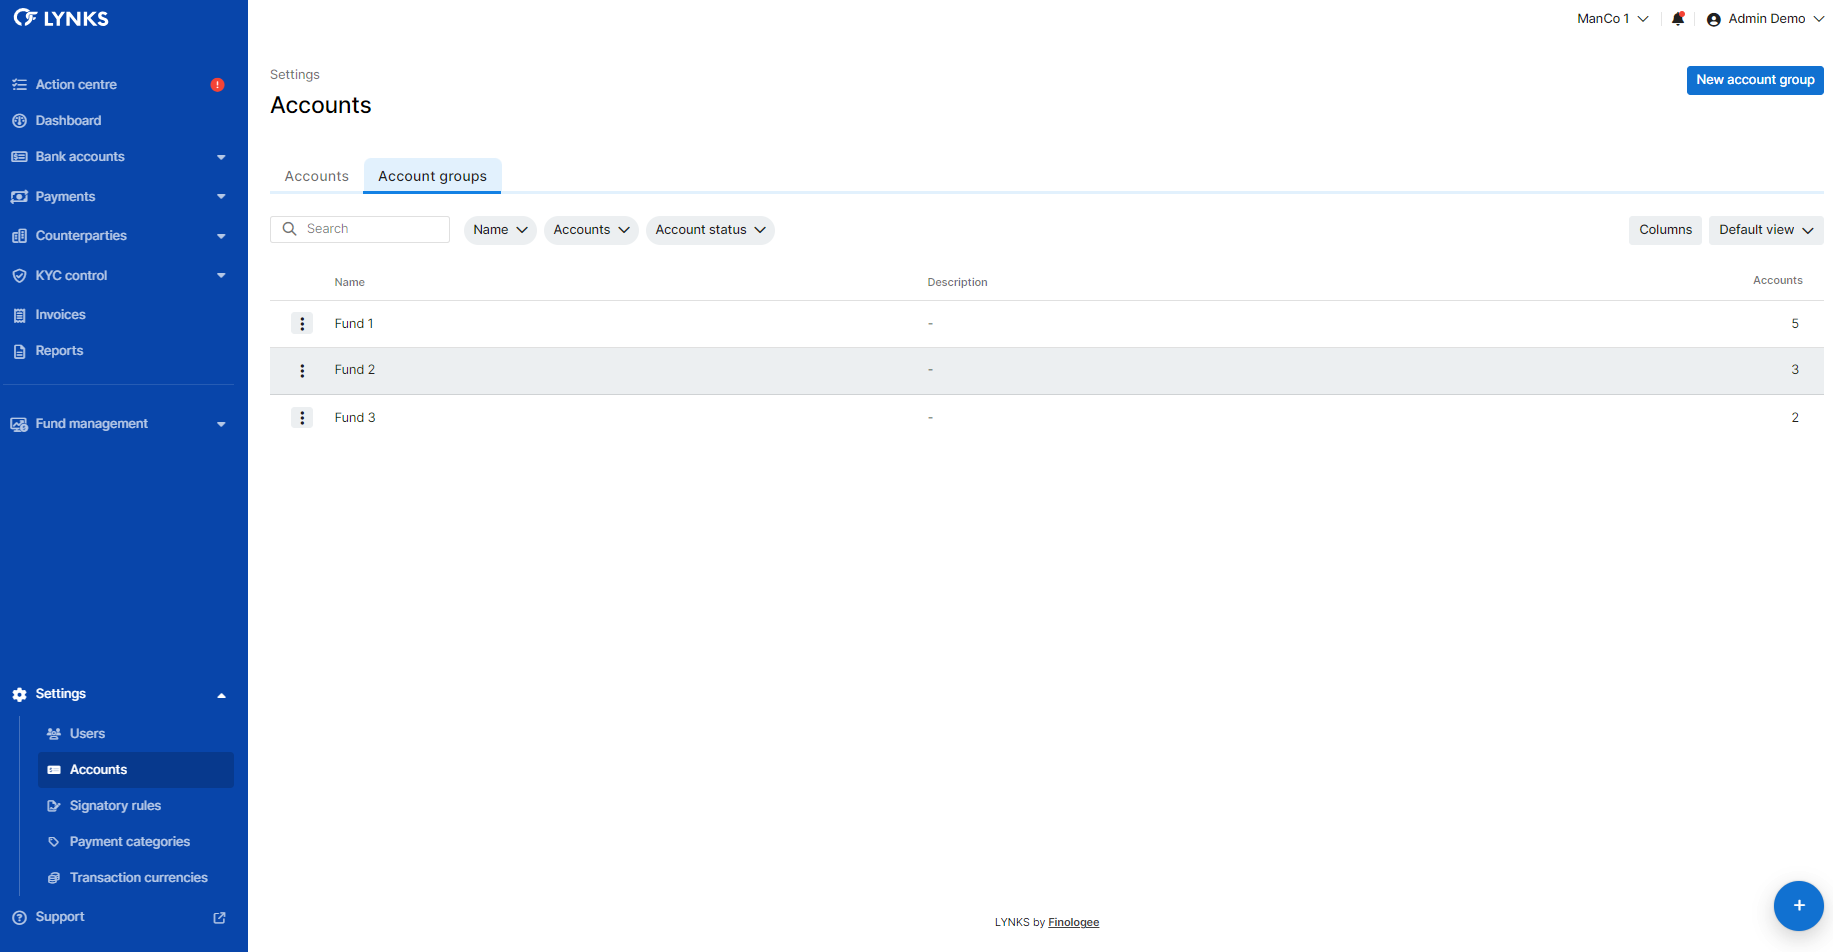 LYNKS
ManCo 1
Admin Demo
Action centre
!
Dashboard
Bank accounts
Payments
Counterparties
KYC control
Invoices
Reports
Fund management
Settings
Users
Accounts
Signatory rules
Payment categories
Transaction currencies
Support
Settings
Accounts
New account group
Accounts
Account groups
Search
Name
Accounts
Account status
Columns
Default view
Name Description Accounts
Fund 1 - 5
Fund 2 - 3
Fund 3 - 2
+
LYNKS by Finologee